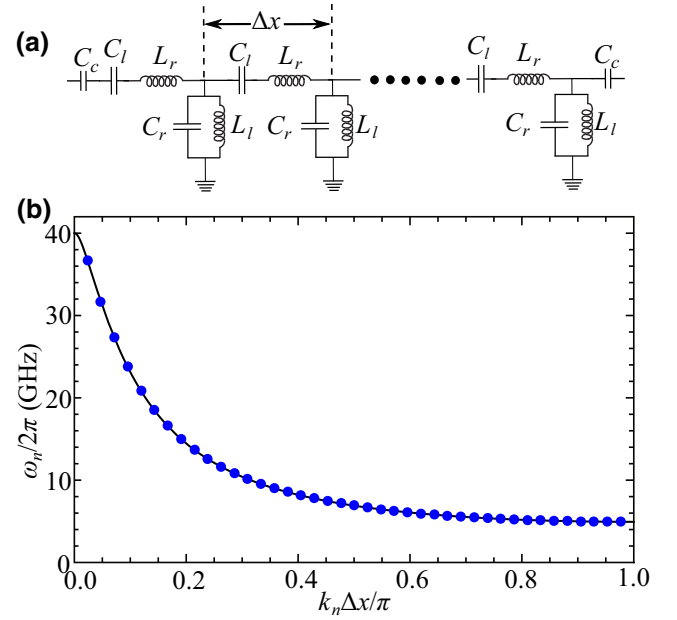 (a)
Δx
C_c C_l L_r C_l L_r C_l L_r C_c
C_r L_l C_r L_l C_r L_l
(b)
40
30
20
10
0
ω_n/2π (GHz)
0.0 0.2 0.4 0.6 0.8 1.0
k_nΔx/π